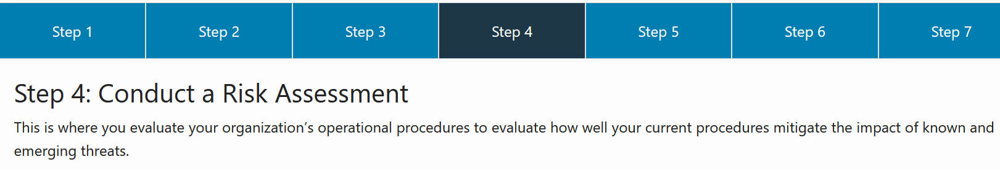 Step 1
Step 2
Step 3
Step 4
Step 5
Step 6
Step 7
Step 4: Conduct a Risk Assessment
This is where you evaluate your organization’s operational procedures to evaluate how well your current procedures mitigate the impact of known and
emerging threats.